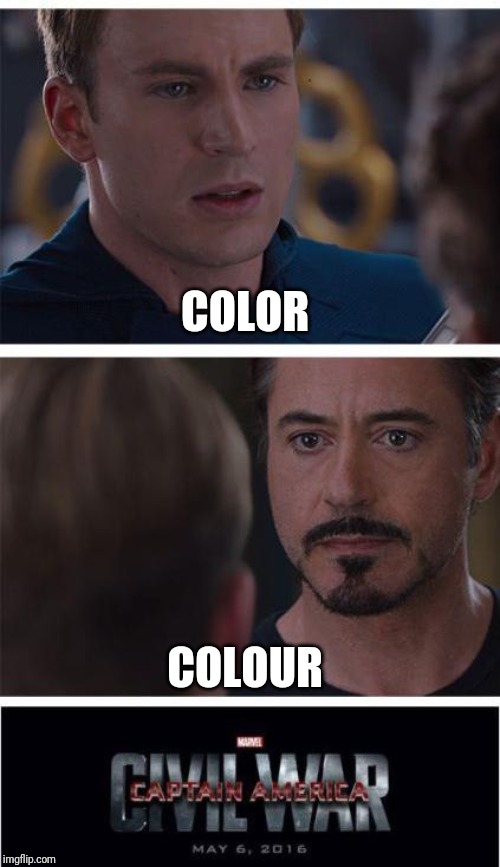 COLOR
COLOUR
MARVEL
CIVIL WAR
CAPTAIN AMERICA
MAY 6, 2016
imgflip.com